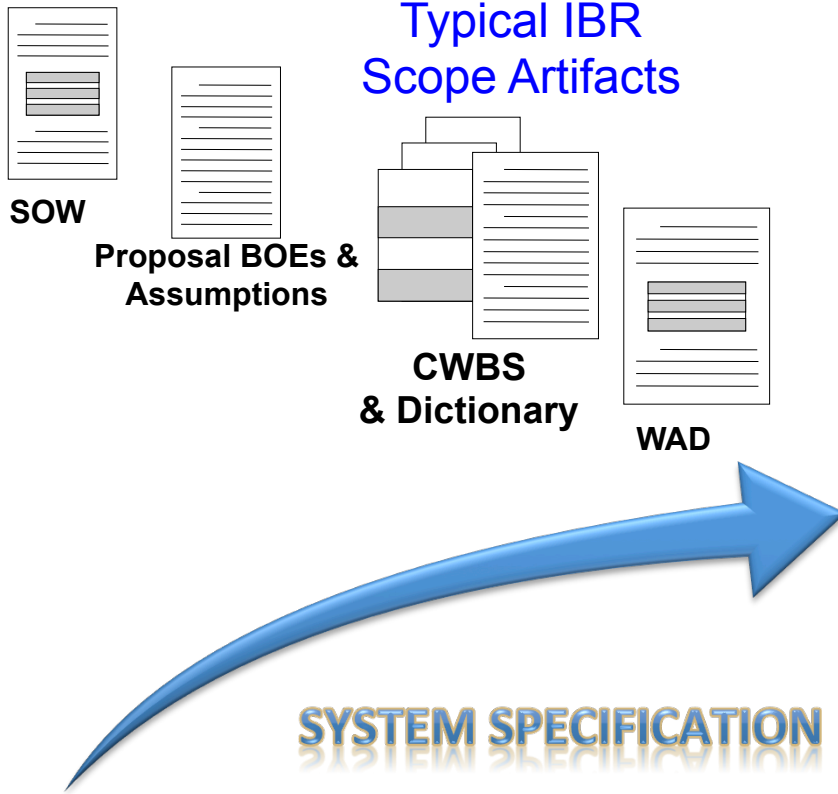 Typical IBR
Scope Artifacts
SOW
Proposal BOEs &
Assumptions
CWBS
& Dictionary
WAD
SYSTEM SPECIFICATION